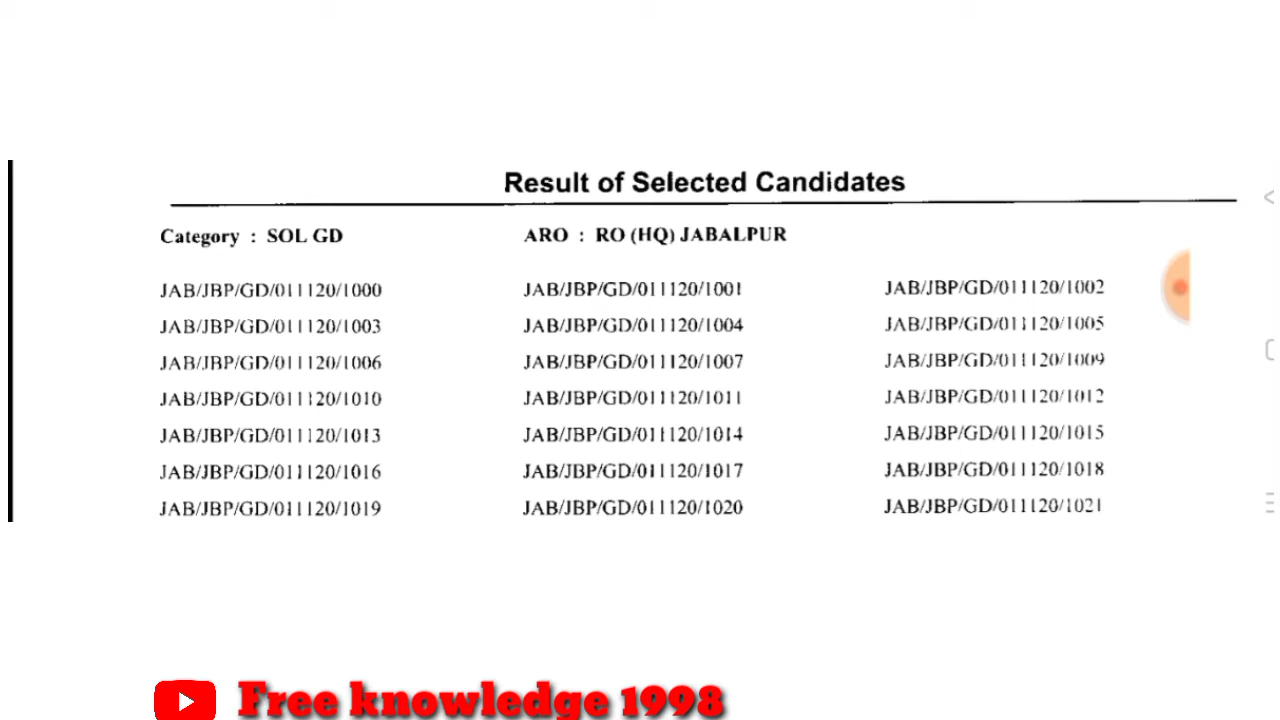 Result of Selected Candidates
Category : SOL GD ARO : RO (HQ) JABALPUR
JAB/JBP/GD/011120/1000 JAB/JBP/GD/011120/1001 JAB/JBP/GD/011120/1002
JAB/JBP/GD/011120/1003 JAB/JBP/GD/011120/1004 JAB/JBP/GD/011120/1005
JAB/JBP/GD/011120/1006 JAB/JBP/GD/011120/1007 JAB/JBP/GD/011120/1009
JAB/JBP/GD/011120/1010 JAB/JBP/GD/011120/1011 JAB/JBP/GD/011120/1012
JAB/JBP/GD/011120/1013 JAB/JBP/GD/011120/1014 JAB/JBP/GD/011120/1015
JAB/JBP/GD/011120/1016 JAB/JBP/GD/011120/1017 JAB/JBP/GD/011120/1018
JAB/JBP/GD/011120/1019 JAB/JBP/GD/011120/1020 JAB/JBP/GD/011120/1021
Free knowledge 1998